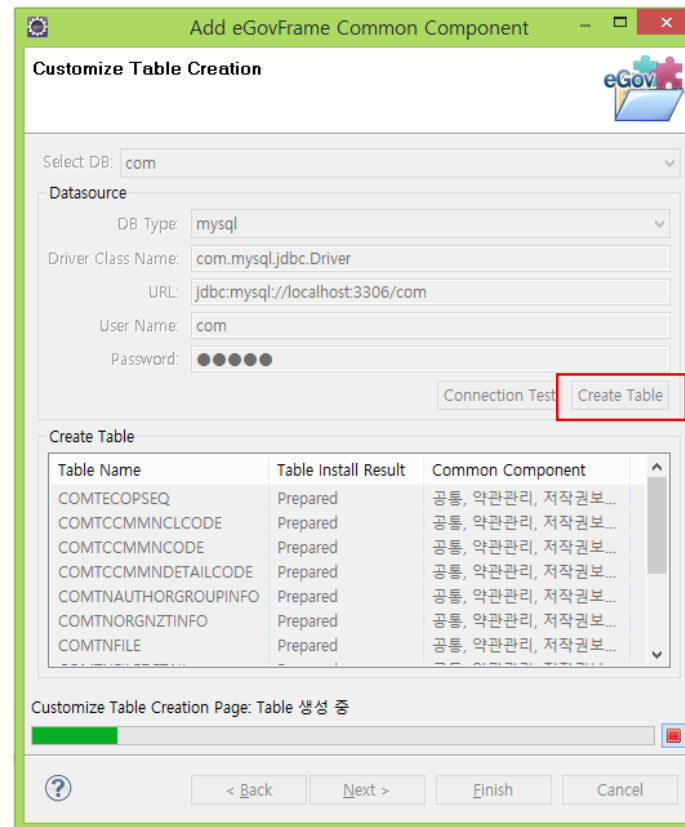 Add eGovFrame Common Component
Customize Table Creation
eGov
Select DB: com
Datasource
DB Type: mysql
Driver Class Name: com.mysql.jdbc.Driver
URL: jdbc:mysql://localhost:3306/com
User Name: com
Password: ●●●●●
Connection Test Create Table
Create Table
Table Name Table Install Result Common Component
COMTECOPSEQ Prepared 공통, 약관관리, 저작권보...
COMTCCMMNCLCODE Prepared 공통, 약관관리, 저작권보...
COMTCCMMNCODE Prepared 공통, 약관관리, 저작권보...
COMTCCMMNDETAILCODE Prepared 공통, 약관관리, 저작권보...
COMTNAUTHORGROUPINFO Prepared 공통, 약관관리, 저작권보...
COMTNORGNZTINFO Prepared 공통, 약관관리, 저작권보...
COMTNFILE Prepared 공통, 약관관리, 저작권보...
Customize Table Creation Page: Table 생성 중
? < Back Next > Finish Cancel